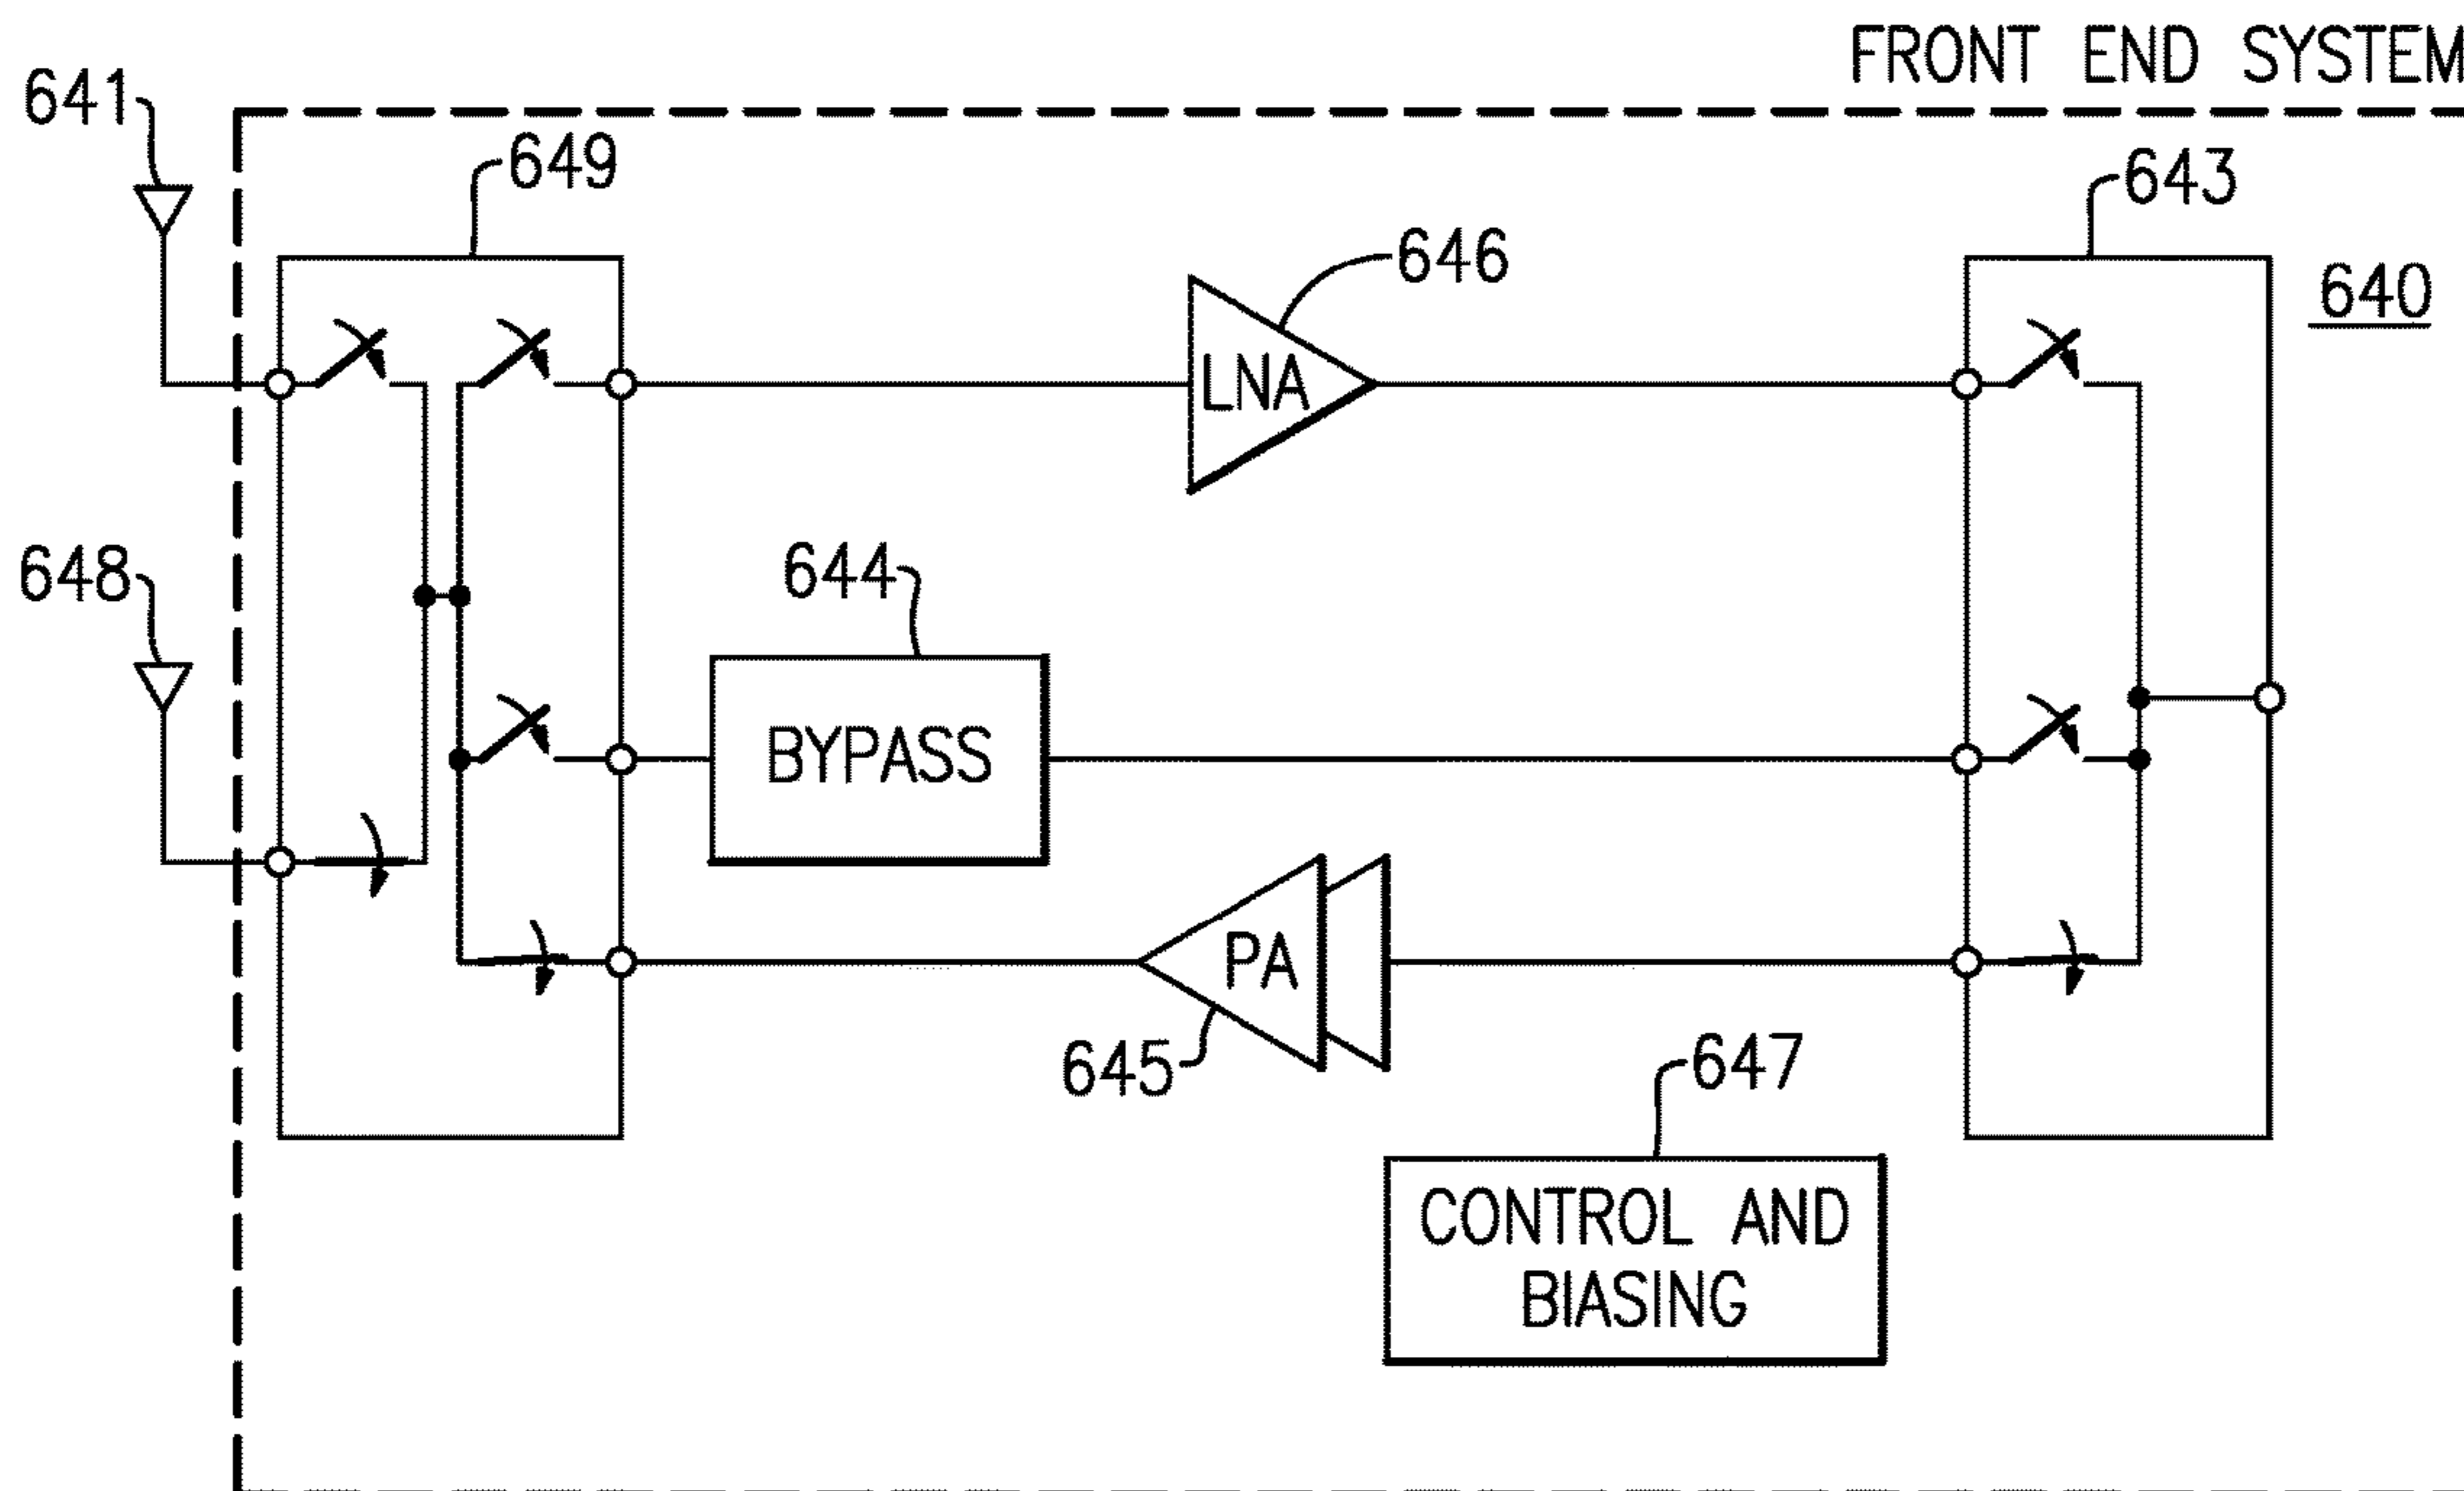 FRONT END SYSTEM
641
649
643
646
640
LNA
648
644
BYPASS
PA
645
647
CONTROL AND
BIASING